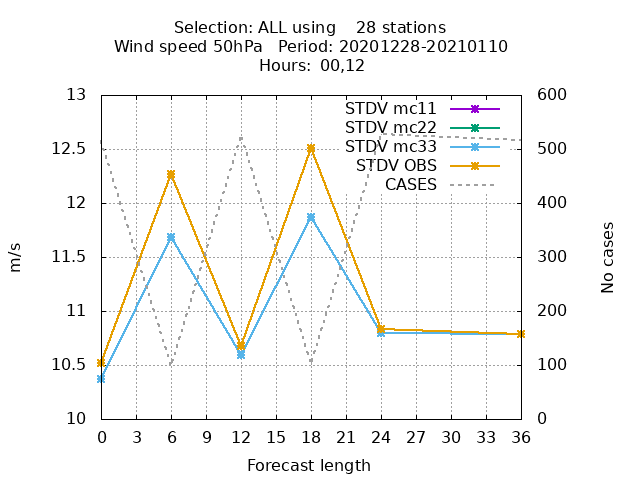 Selection: ALL using    28 stations
Wind speed 50hPa   Period: 20201228-20210110
Hours:  00,12
13
12.5
12
11.5
11
10.5
10
m/s
600
500
400
300
200
100
0
No cases
STDV mc11
STDV mc22
STDV mc33
STDV OBS
CASES
0 3 6 9 12 15 18 21 24 27 30 33 36
Forecast length